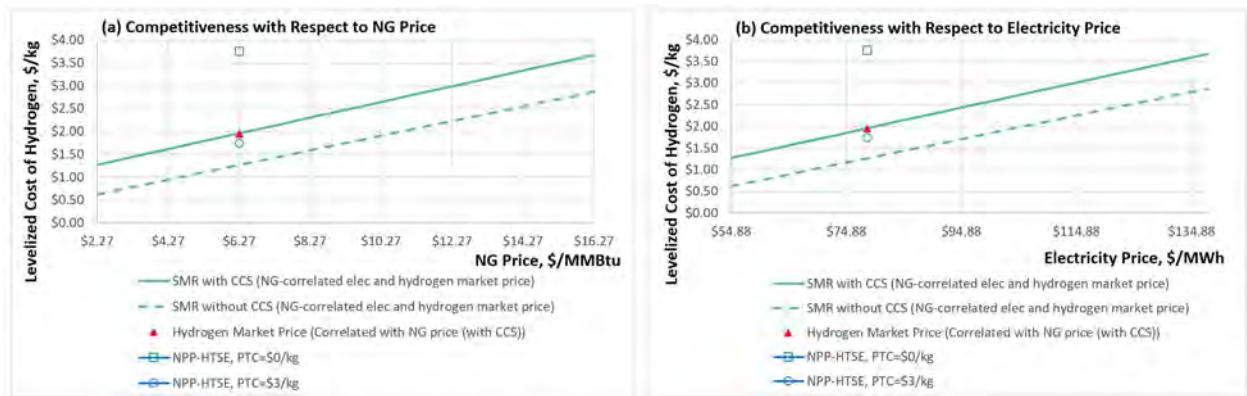 (a) Competitiveness with Respect to NG Price
Levelized Cost of Hydrogen, $/kg
$4.00
$3.50
$3.00
$2.50
$2.00
$1.50
$1.00
$0.50
$0.00
$2.27 $4.27 $6.27 $8.27 $10.27 $12.27 $14.27 $16.27
NG Price, $/MMBtu
SMR with CCS (NG-correlated elec and hydrogen market price)
SMR without CCS (NG-correlated elec and hydrogen market price)
Hydrogen Market Price (Correlated with NG price (with CCS))
NPP-HTSE, PTC=$0/kg
NPP-HTSE, PTC=$3/kg
(b) Competitiveness with Respect to Electricity Price
Levelized Cost of Hydrogen, $/kg
$4.00
$3.50
$3.00
$2.50
$2.00
$1.50
$1.00
$0.50
$0.00
$54.88 $74.88 $94.88 $114.88 $134.88
Electricity Price, $/MWh
SMR with CCS (NG-correlated elec and hydrogen market price)
SMR without CCS (NG-correlated elec and hydrogen market price)
Hydrogen Market Price (Correlated with NG price (with CCS))
NPP-HTSE, PTC=$0/kg
NPP-HTSE, PTC=$3/kg